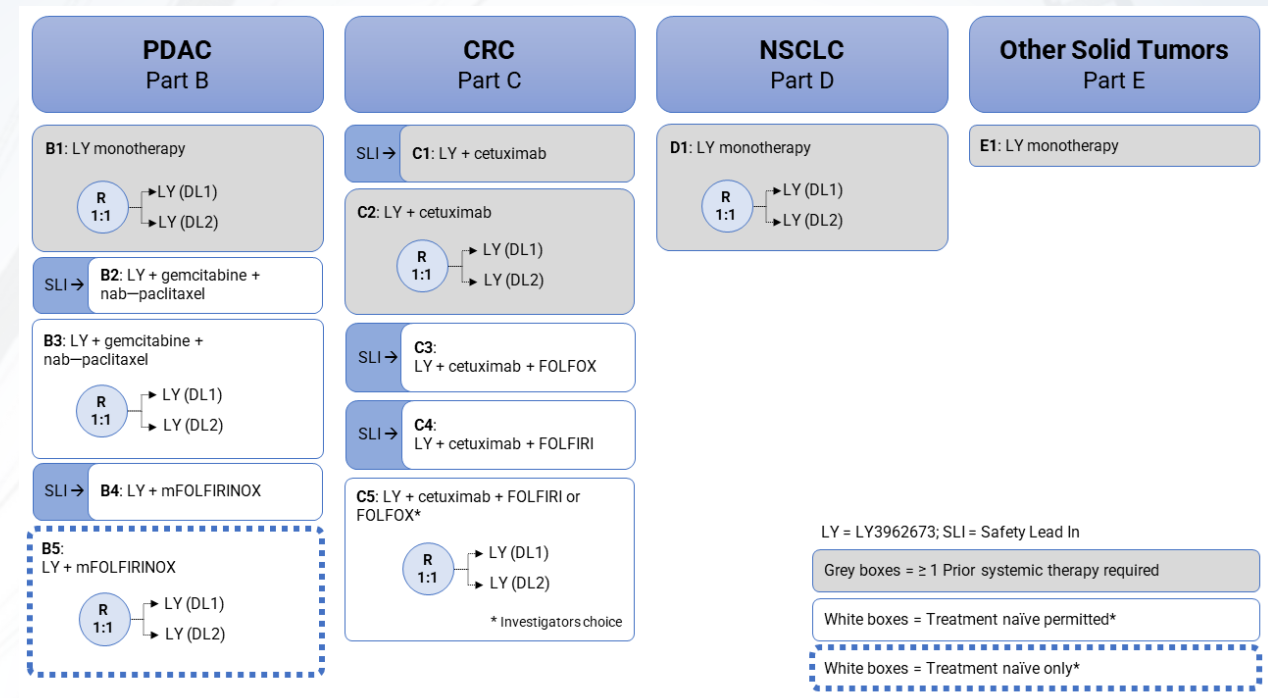 PDAC
Part B
B1: LY monotherapy
R
1:1
LY (DL1)
LY (DL2)
SLI→
B2: LY + gemcitabine +
nab—paclitaxel
B3: LY + gemcitabine +
nab—paclitaxel
R
1:1
LY (DL1)
LY (DL2)
SLI→
B4: LY + mFOLFIRINOX
B5:
LY + mFOLFIRINOX
R
1:1
LY (DL1)
LY (DL2)
CRC
Part C
SLI→
C1: LY + cetuximab
C2: LY + cetuximab
R
1:1
LY (DL1)
LY (DL2)
SLI→
C3:
LY + cetuximab + FOLFOX
SLI→
C4:
LY + cetuximab + FOLFIRI
C5: LY + cetuximab + FOLFIRI or
FOLFOX*
R
1:1
LY (DL1)
LY (DL2)
* Investigators choice
NSCLC
Part D
D1: LY monotherapy
R
1:1
LY (DL1)
LY (DL2)
Other Solid Tumors
Part E
E1: LY monotherapy
LY = LY3962673; SLI = Safety Lead In
Grey boxes = ≥ 1 Prior systemic therapy required
White boxes = Treatment naïve permitted*
White boxes = Treatment naïve only*